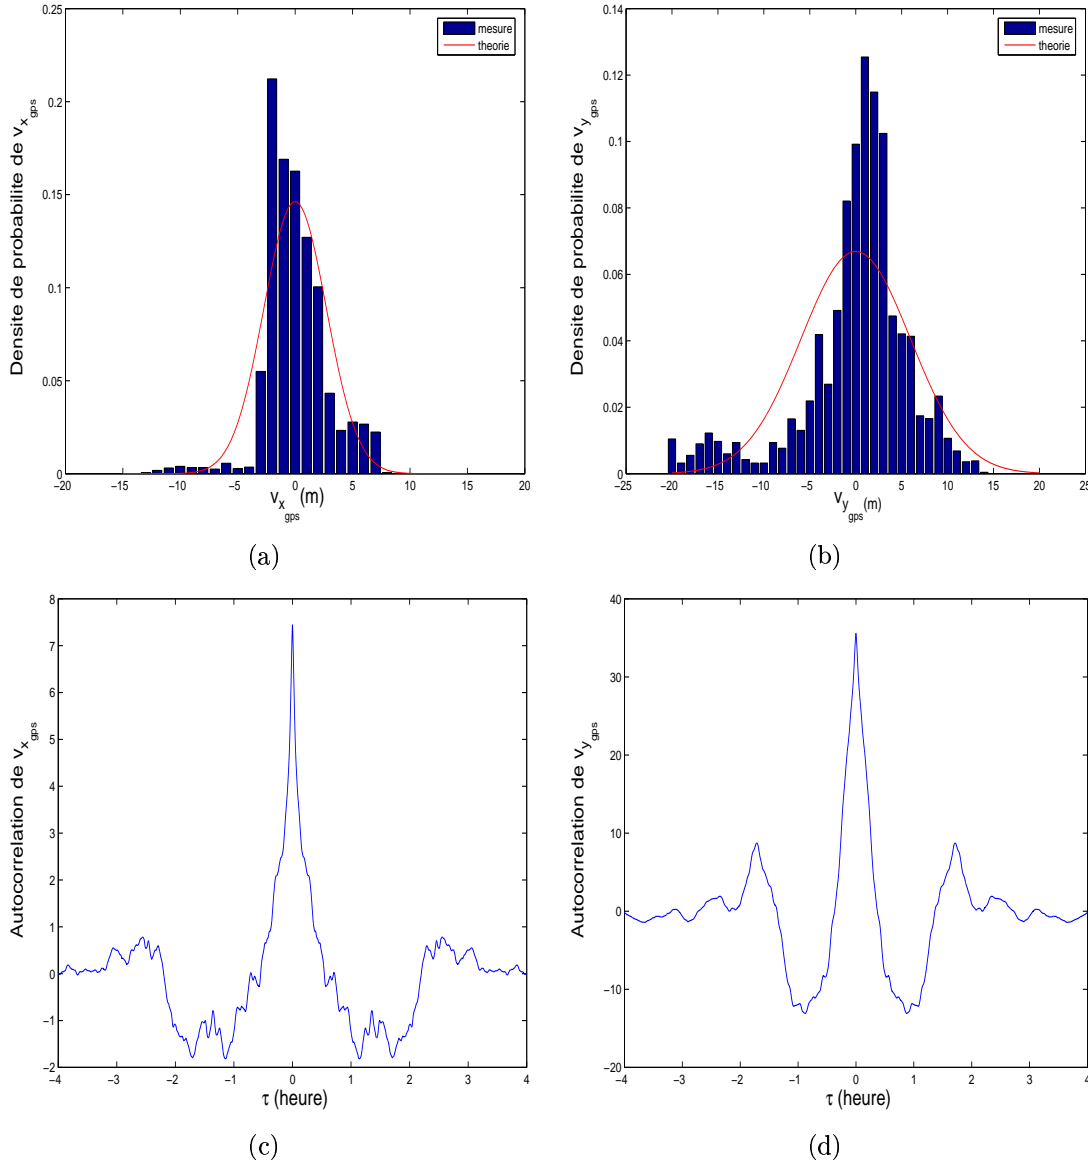 0.25
0.2
0.15
0.1
0.05
0
−20 −15 −10 −5 0 5 10 15 20
Densite de probabilite de v_x_gps
v_x_gps (m)
mesure
theorie
(a)
0.14
0.12
0.1
0.08
0.06
0.04
0.02
0
−25 −20 −15 −10 −5 0 5 10 15 20 25
Densite de probabilite de v_y_gps
v_y_gps (m)
mesure
theorie
(b)
8
7
6
5
4
3
2
1
0
−1
−2
−4 −3 −2 −1 0 1 2 3 4
Autocorrelation de v_x_gps
τ (heure)
(c)
40
30
20
10
0
−10
−20
−4 −3 −2 −1 0 1 2 3 4
Autocorrelation de v_y_gps
τ (heure)
(d)